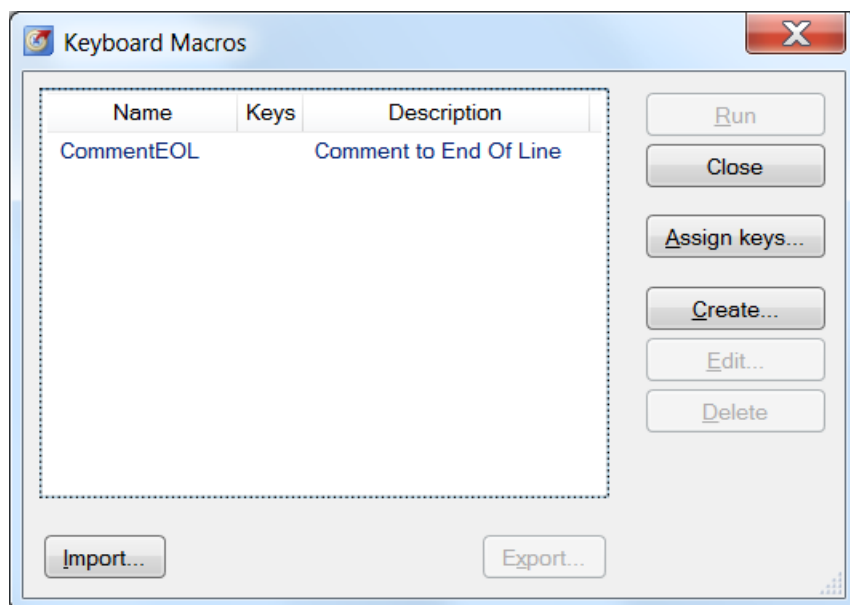 Keyboard Macros
Name Keys Description
CommentEOL Comment to End Of Line
Run
Close
Assign keys...
Create...
Edit...
Delete
Import... Export...